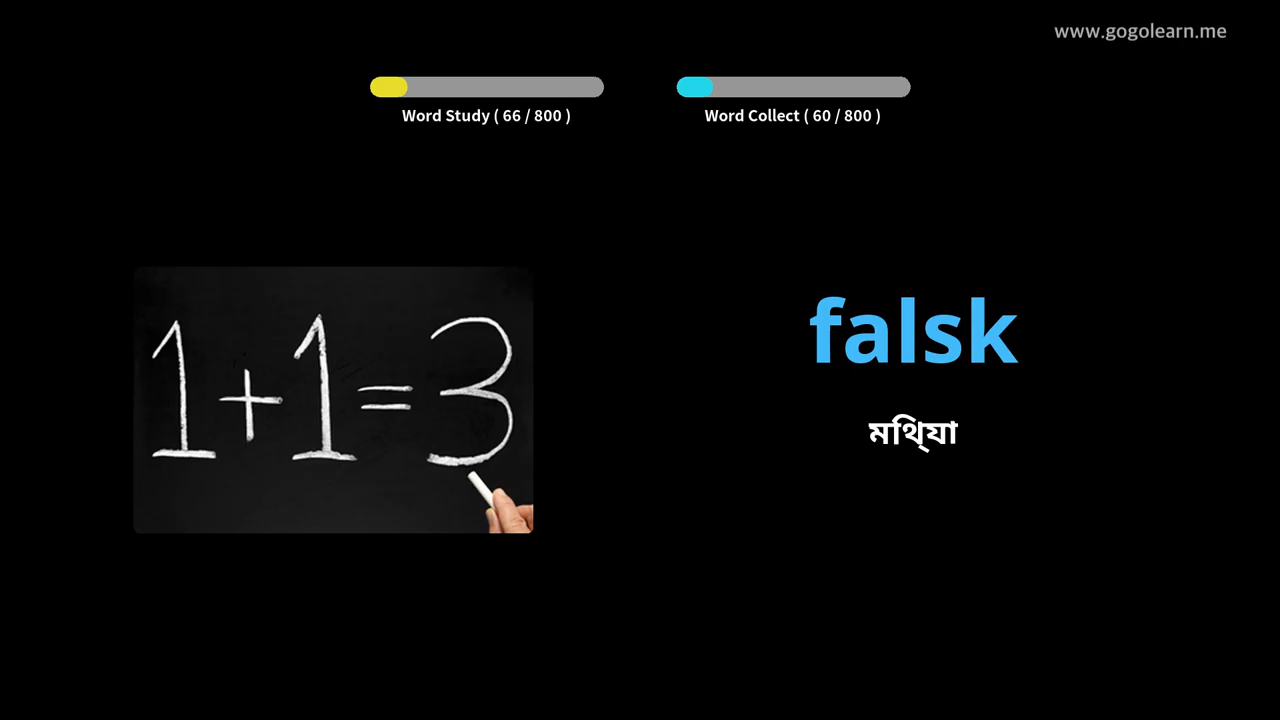 www.gogolearn.me
Word Study ( 66 / 800 )
Word Collect ( 60 / 800 )
1+1=3
falsk
মিথ্যা